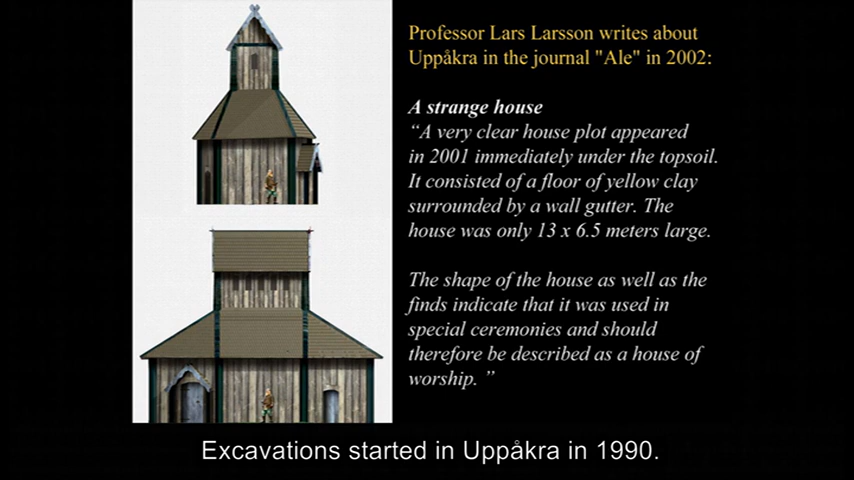 Professor Lars Larsson writes about
Uppåkra in the journal "Ale" in 2002:
A strange house
“A very clear house plot appeared
in 2001 immediately under the topsoil.
It consisted of a floor of yellow clay
surrounded by a wall gutter. The
house was only 13 x 6.5 meters large.
The shape of the house as well as the
finds indicate that it was used in
special ceremonies and should
therefore be described as a house of
worship. ”
Excavations started in Uppåkra in 1990.